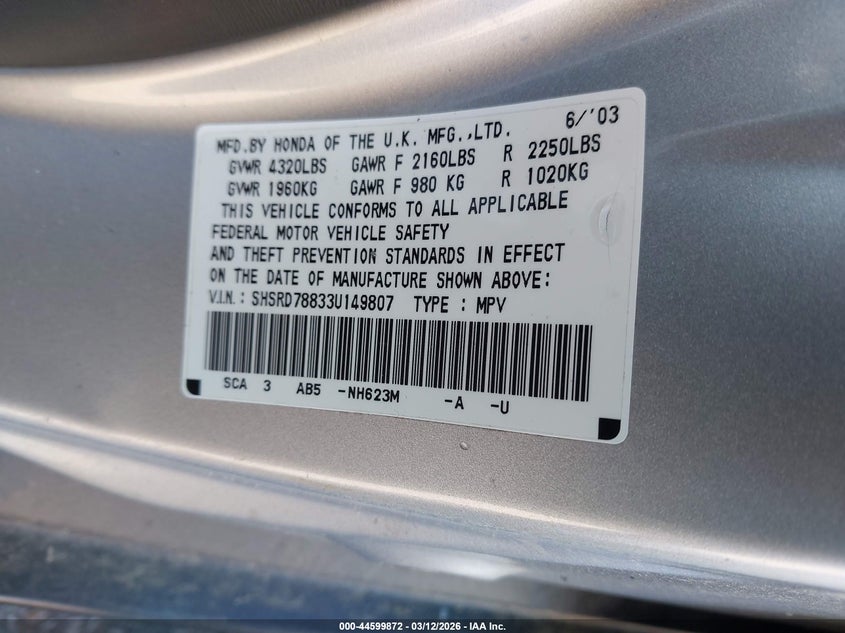 MFD.BY HONDA OF THE U.K. MFG.,LTD. 6/'03
GVWR 4320LBS GAWR F 2160LBS R 2250LBS
GVWR 1960KG GAWR F 980 KG R 1020KG
THIS VEHICLE CONFORMS TO ALL APPLICABLE
FEDERAL MOTOR VEHICLE SAFETY
AND THEFT PREVENTION STANDARDS IN EFFECT
ON THE DATE OF MANUFACTURE SHOWN ABOVE:
V.I.N.: SHSRD78833U149807 TYPE : MPV
SCA 3 AB5 -NH623M -A -U
000-44599872 / 03/12/2026 - IAA Inc.